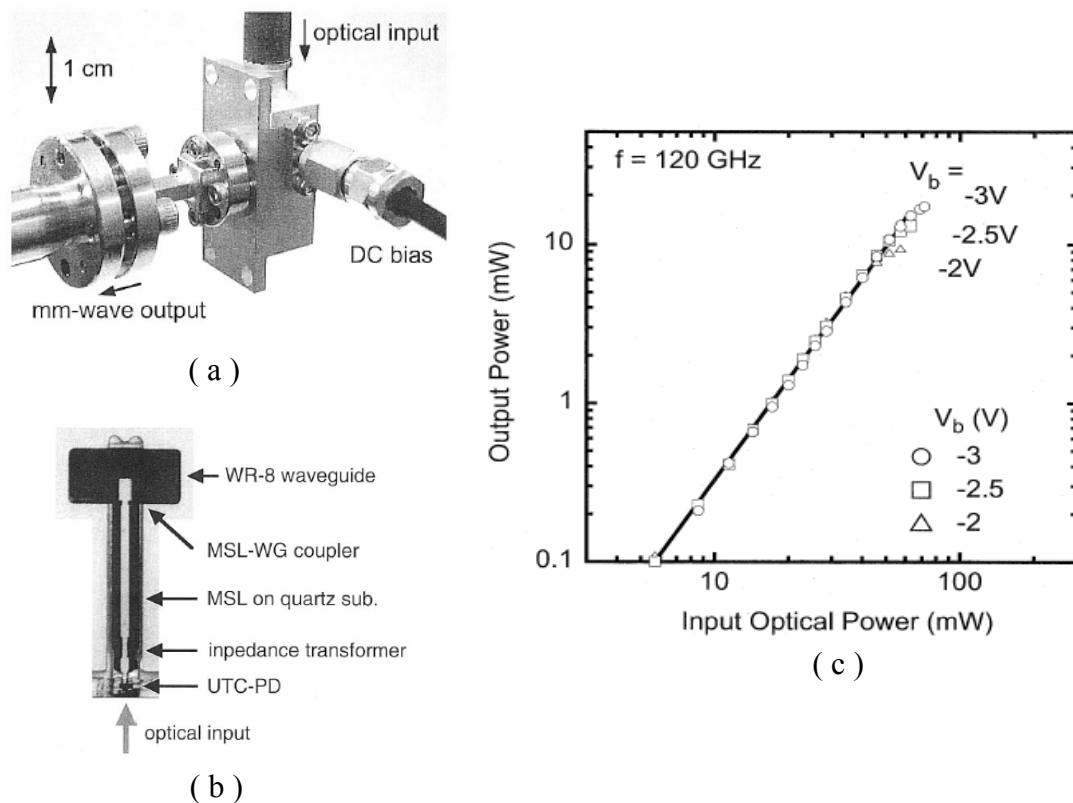 optical input
1 cm
DC bias
mm-wave output
( a )
WR-8 waveguide
MSL-WG coupler
MSL on quartz sub.
inpedance transformer
UTC-PD
optical input
( b )
f = 120 GHz
V_b =
-3V
-2.5V
-2V
V_b (V)
-3
-2.5
-2
10
1
0.1
10
100
Output Power (mW)
Input Optical Power (mW)
( c )